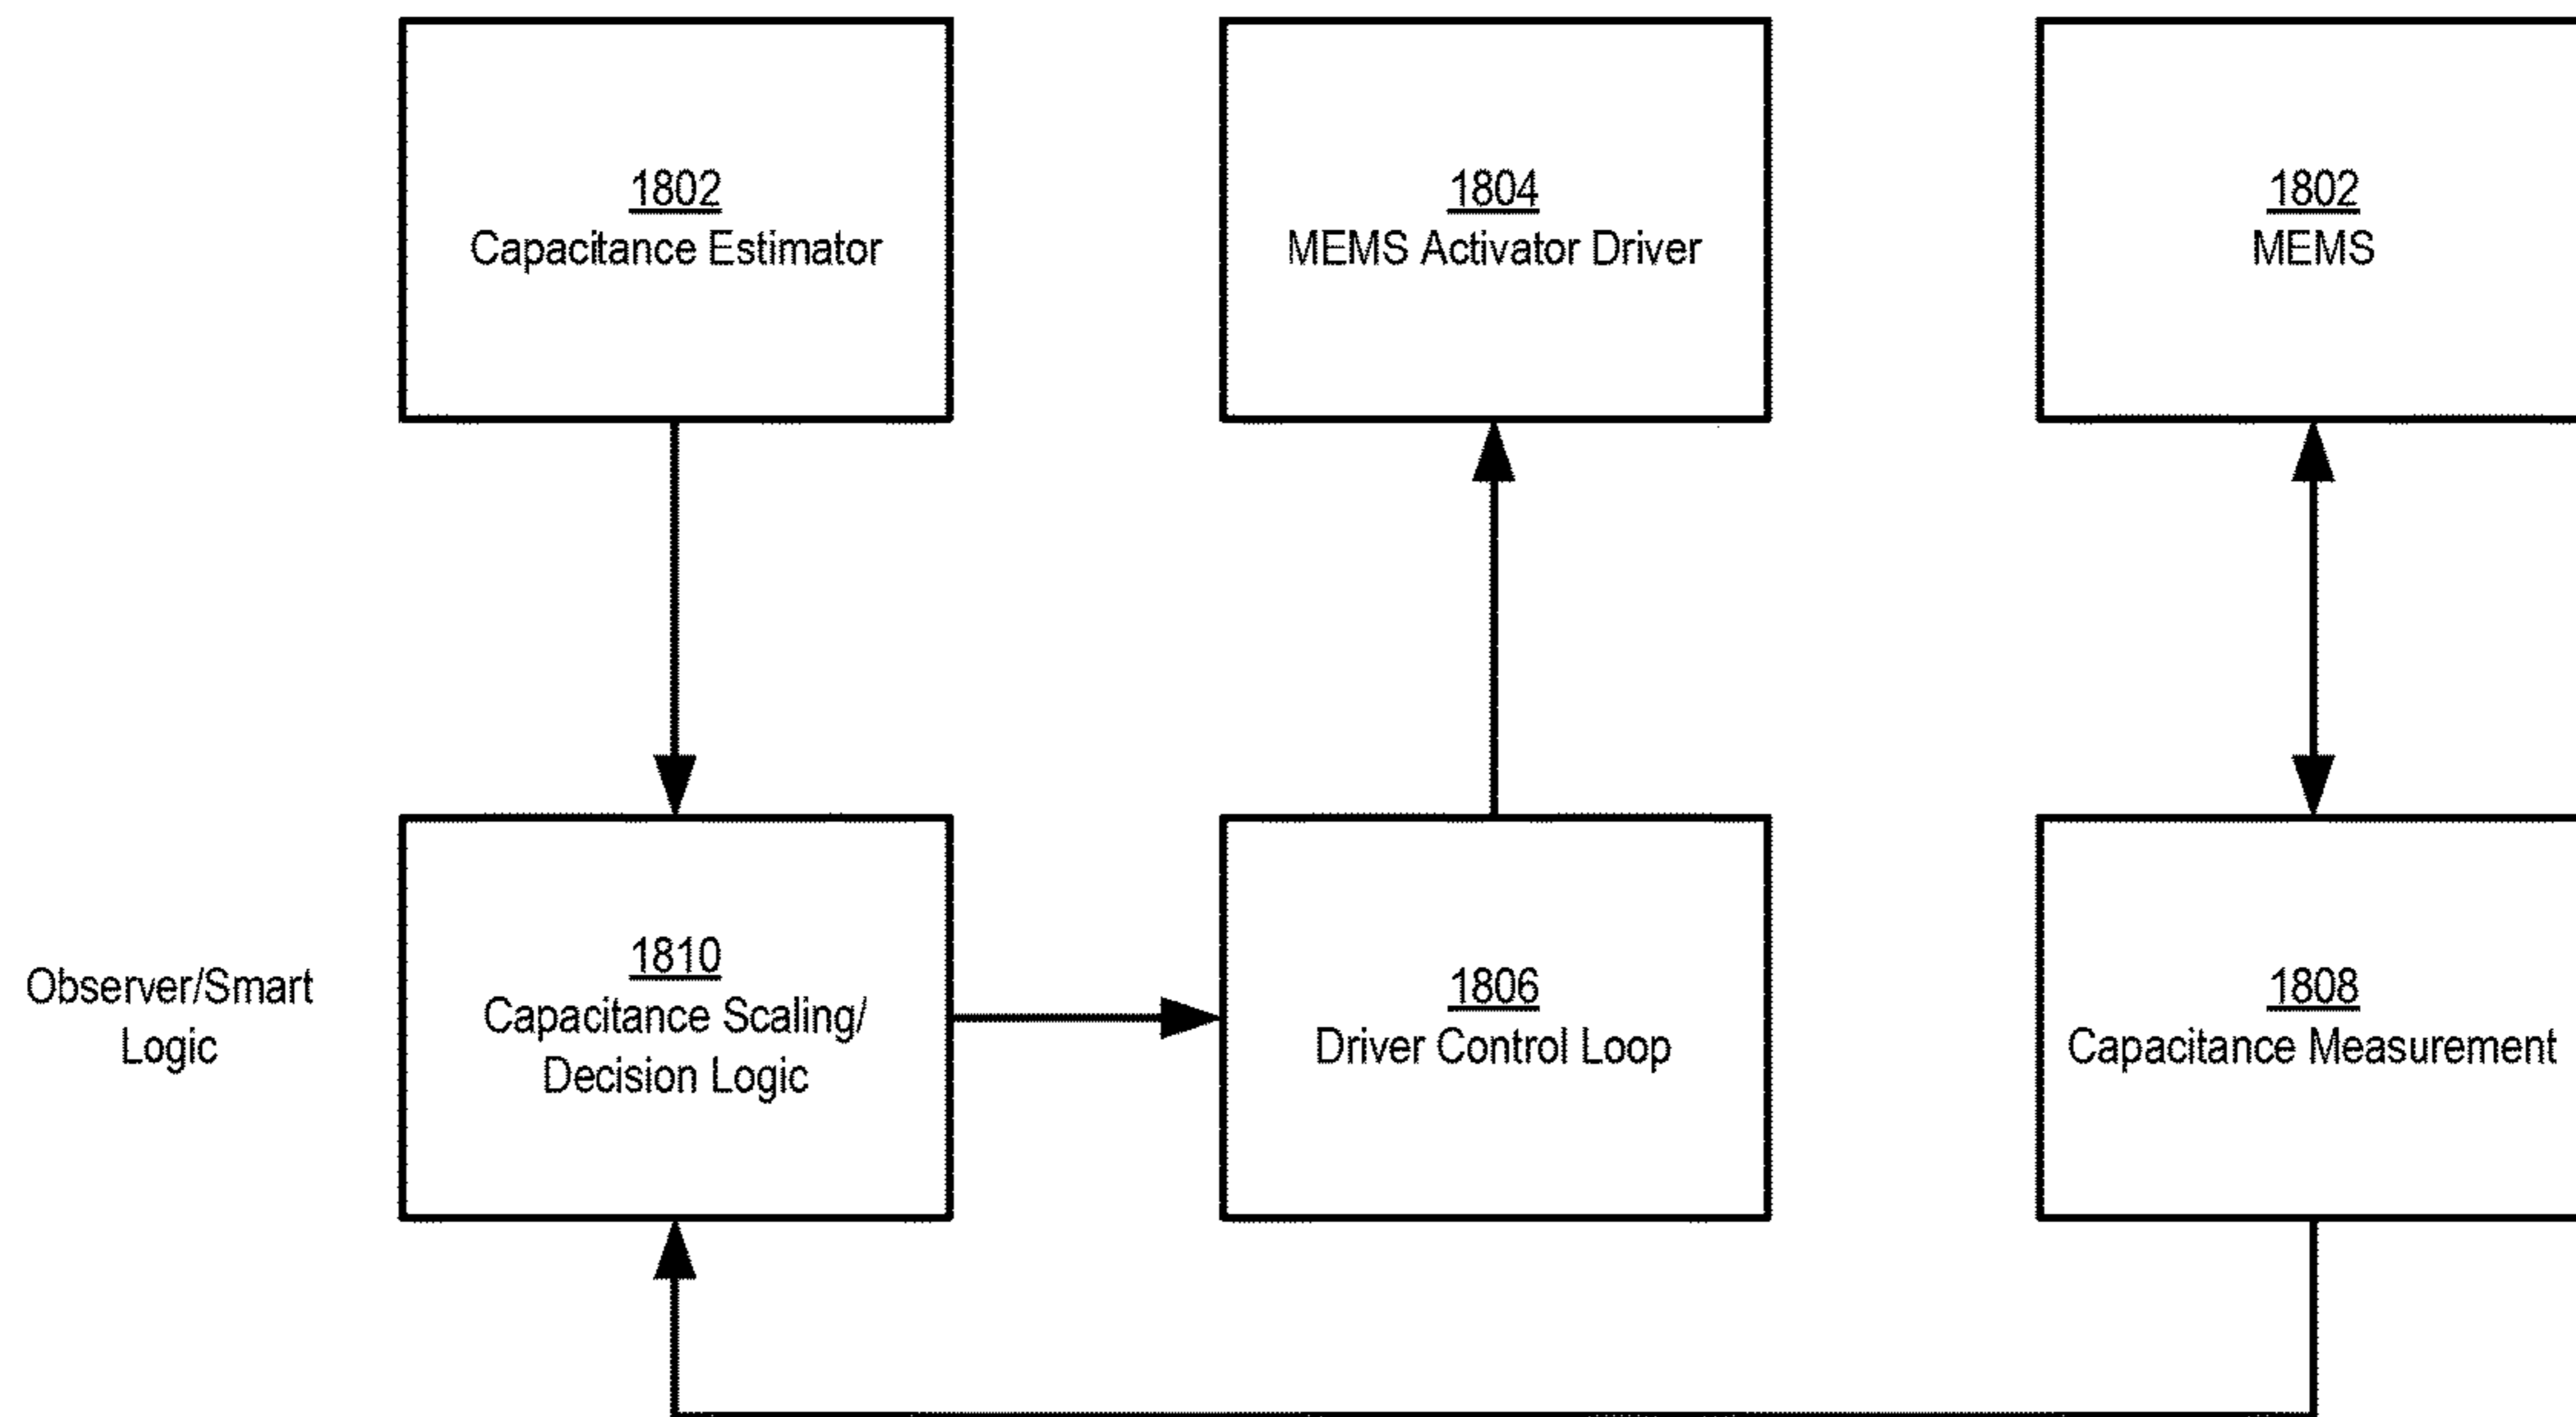 1802
Capacitance Estimator
1804
MEMS Activator Driver
1802
MEMS
Observer/Smart
Logic
1810
Capacitance Scaling/
Decision Logic
1806
Driver Control Loop
1808
Capacitance Measurement